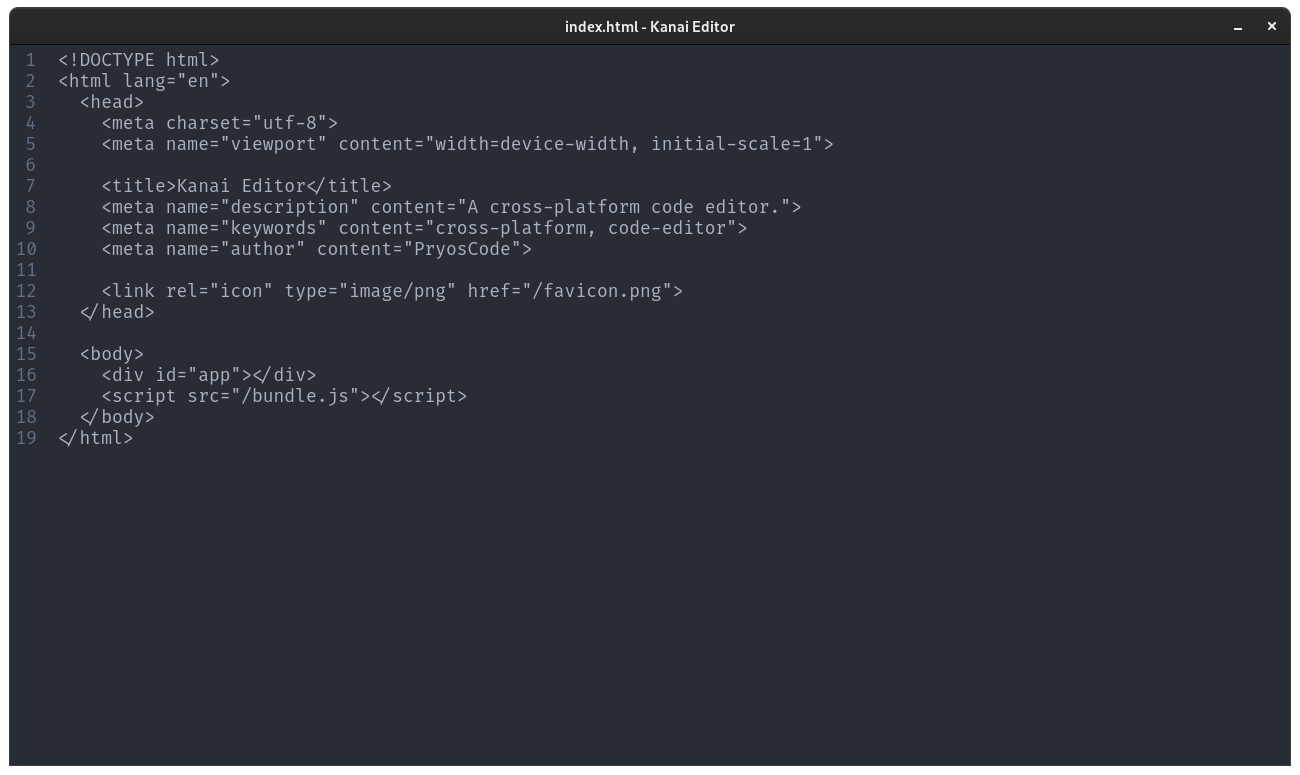 index.html - Kanai Editor
1 <!DOCTYPE html>
2 <html lang="en">
3   <head>
4     <meta charset="utf-8">
5     <meta name="viewport" content="width=device-width, initial-scale=1">
6
7     <title>Kanai Editor</title>
8     <meta name="description" content="A cross-platform code editor.">
9     <meta name="keywords" content="cross-platform, code-editor">
10     <meta name="author" content="PryosCode">
11
12     <link rel="icon" type="image/png" href="/favicon.png">
13   </head>
14
15   <body>
16     <div id="app"></div>
17     <script src="/bundle.js"></script>
18   </body>
19 </html>